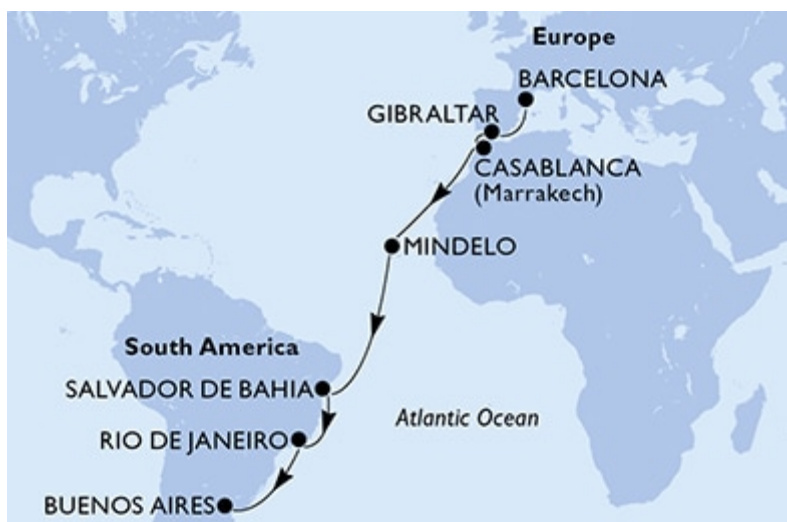 Europe
BARCELONA
GIBRALTAR
CASABLANCA
(Marrakech)
MINDELO
South America
SALVADOR DE BAHIA
Atlantic Ocean
RIO DE JANEIRO
BUENOS AIRES